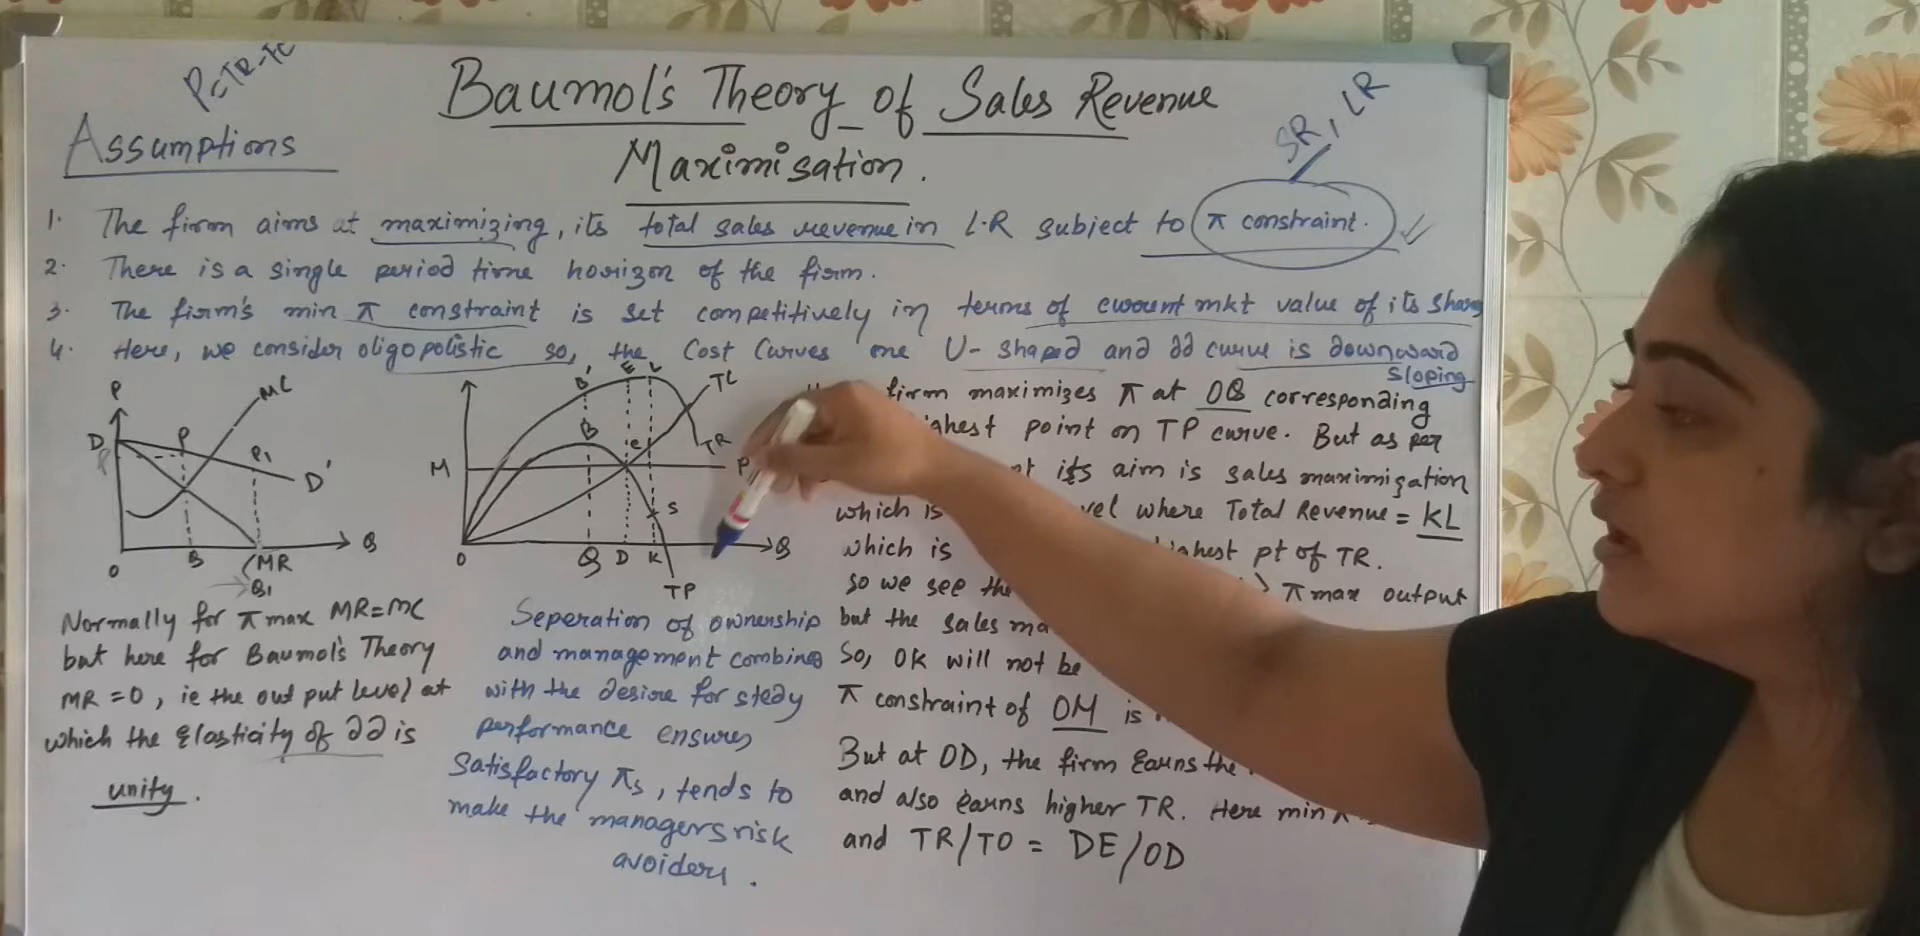 P=TR-TC
Baumol's Theory of Sales Revenue
Maximisation.
SR, LR
Assumptions
1. The firm aims at maximizing, its total sales revenue in L.R subject to π constraint.
2. There is a single period time horizon of the firm.
3. The firm's min π constraint is set competitively in terms of current mkt value of its shares
4. Here, we consider oligopolistic so, the Cost Curves are U-shaped and dd curve is downward
sloping
P
MC
D
P
P1
D'
P
O
B
MR
Q1
Q
Normally for π max MR=MC
but here for Baumol's Theory
MR=0, ie the out put level at
which the Elasticity of dd is
unity.
B'
E
L
TC
B
e
TR
M
P
S
O
Q
D
K
Q
TP
Seperation of ownership
and management combined
with the desire for stedy
performance ensures
Satisfactory πs, tends to
make the managers risk
avoiders.
firm maximizes π at OQ corresponding
highest point on TP curve. But as per
its aim is sales maximisation
which is where Total Revenue = KL
which is highest pt of TR.
so we see the π max output
but the sales
So, OK will not be
π constraint of OM is
But at OD, the firm Earns the
and also earns higher TR. Here min π
and TR/TO = DE/OD